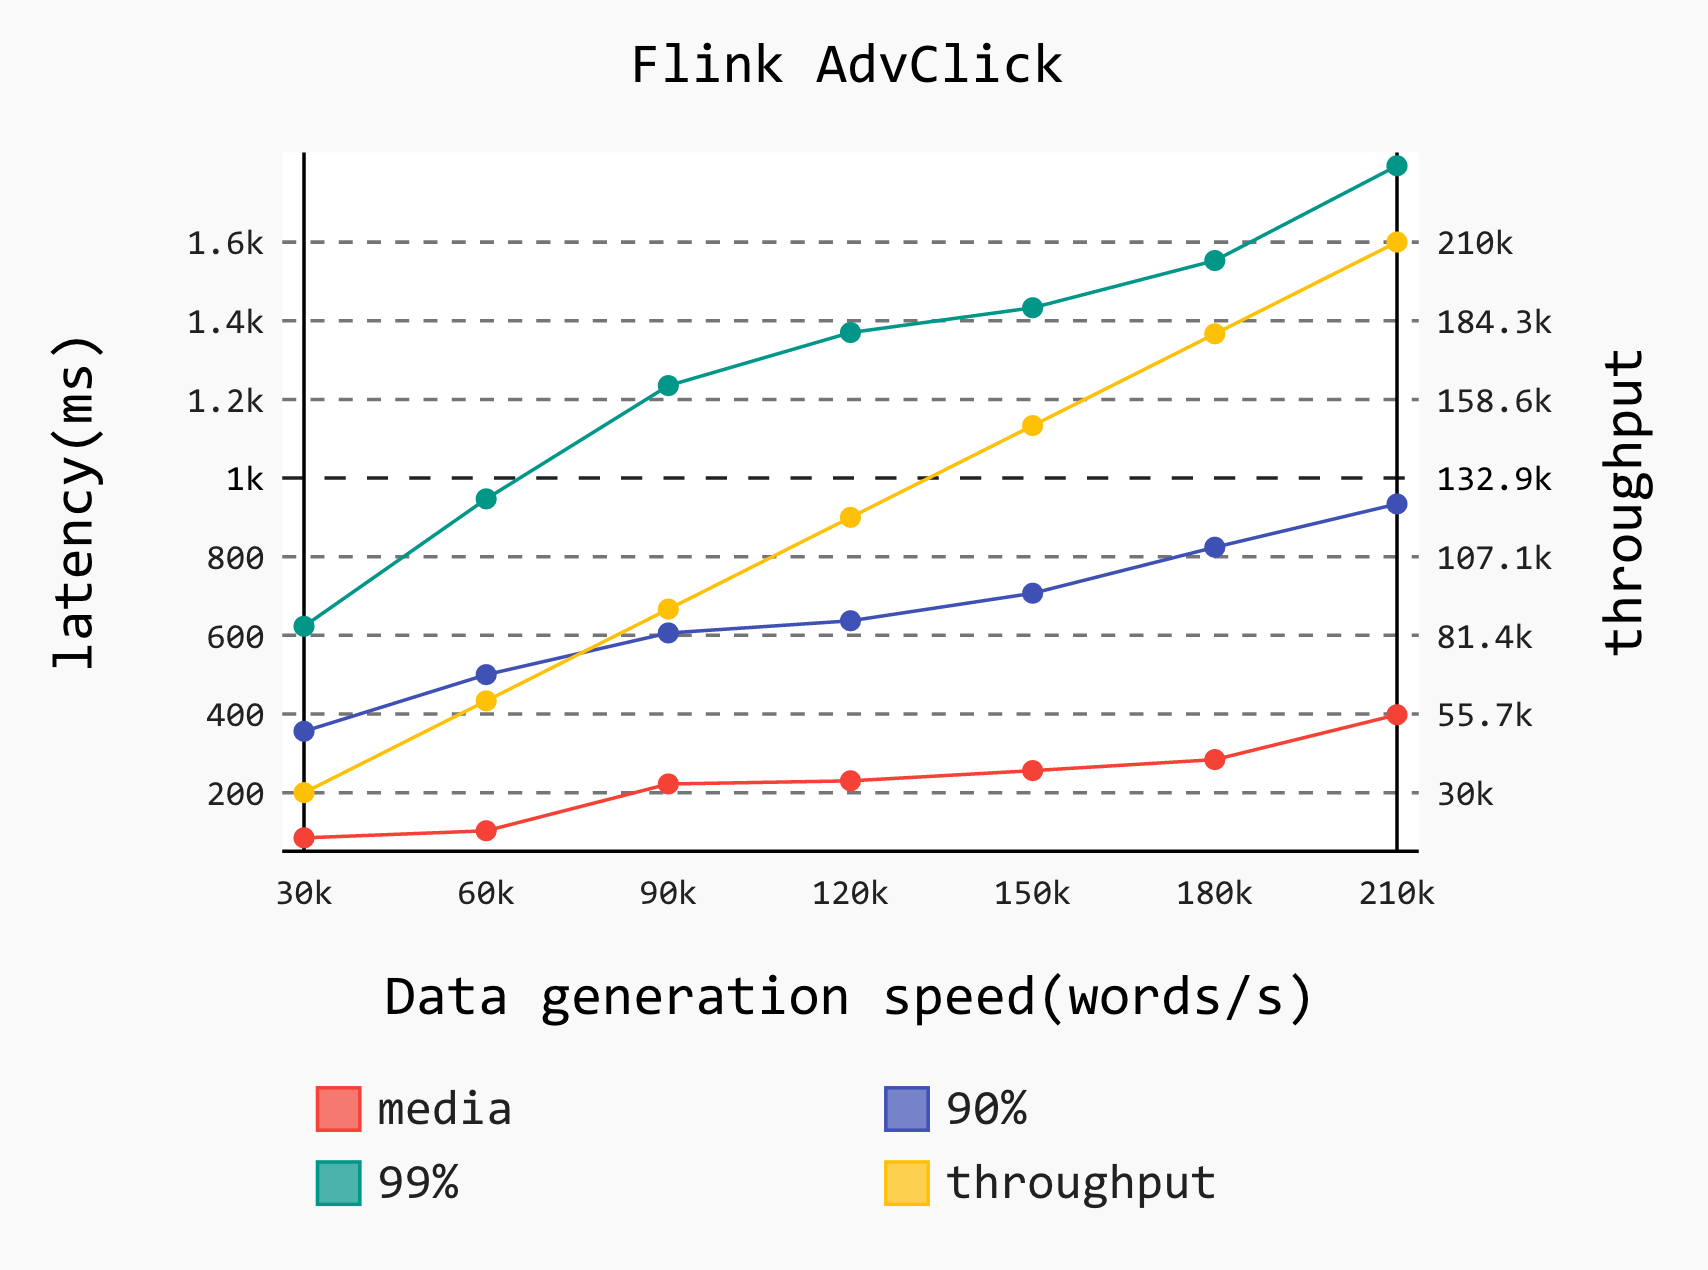 Flink AdvClick
latency(ms)
1.6k
1.4k
1.2k
1k
800
600
400
200
210k
184.3k
158.6k
132.9k
107.1k
81.4k
55.7k
30k
throughput
30k 60k 90k 120k 150k 180k 210k
Data generation speed(words/s)
media 90%
99% throughput